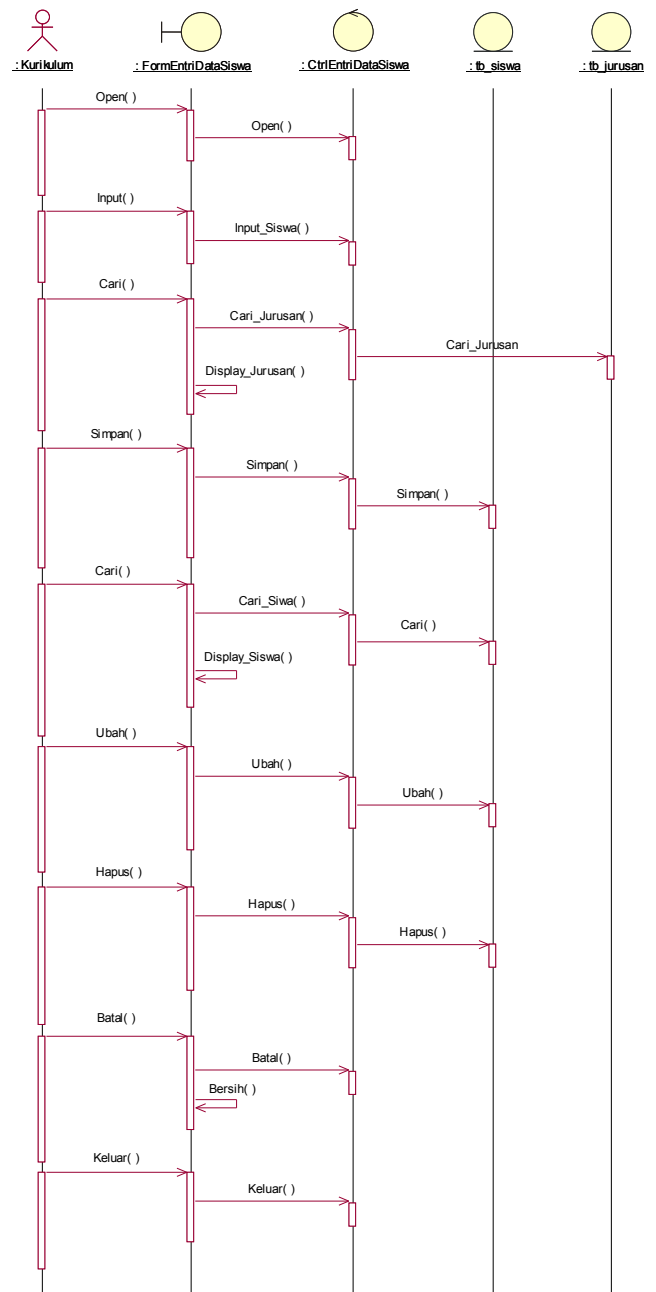 : Kurikulum
: FormEntriDataSiswa
: CtrlEntriDataSiswa
: tb_siswa
: tb_jurusan
Open( )
Open( )
Input( )
Input_Siswa( )
Cari( )
Cari_Jurusan( )
Cari_Jurusan
Display_Jurusan( )
Simpan( )
Simpan( )
Simpan( )
Cari( )
Cari_Siwa( )
Cari( )
Display_Siswa( )
Ubah( )
Ubah( )
Ubah( )
Hapus( )
Hapus( )
Hapus( )
Batal( )
Batal( )
Bersih( )
Keluar( )
Keluar( )